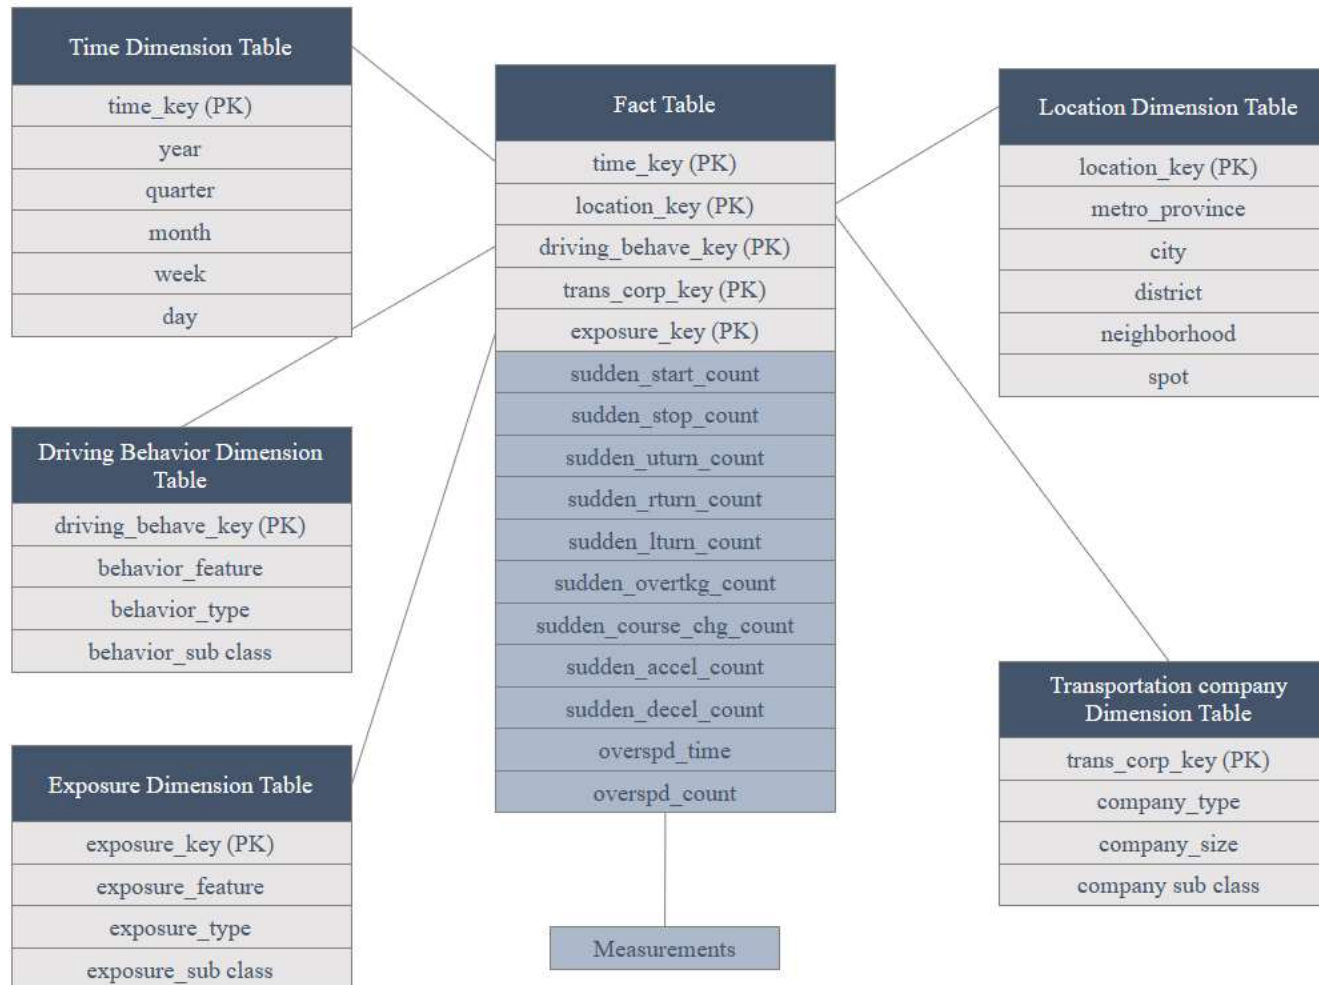 Time Dimension Table
time_key (PK)
year
quarter
month
week
day
Driving Behavior Dimension
Table
driving_behave_key (PK)
behavior_feature
behavior_type
behavior_sub class
Exposure Dimension Table
exposure_key (PK)
exposure_feature
exposure_type
exposure_sub class
Fact Table
time_key (PK)
location_key (PK)
driving_behave_key (PK)
trans_corp_key (PK)
exposure_key (PK)
sudden_start_count
sudden_stop_count
sudden_uturn_count
sudden_rturn_count
sudden_lturn_count
sudden_overtkg_count
sudden_course_chg_count
sudden_accel_count
sudden_decel_count
overspd_time
overspd_count
Measurements
Location Dimension Table
location_key (PK)
metro_province
city
district
neighborhood
spot
Transportation company
Dimension Table
trans_corp_key (PK)
company_type
company_size
company sub class